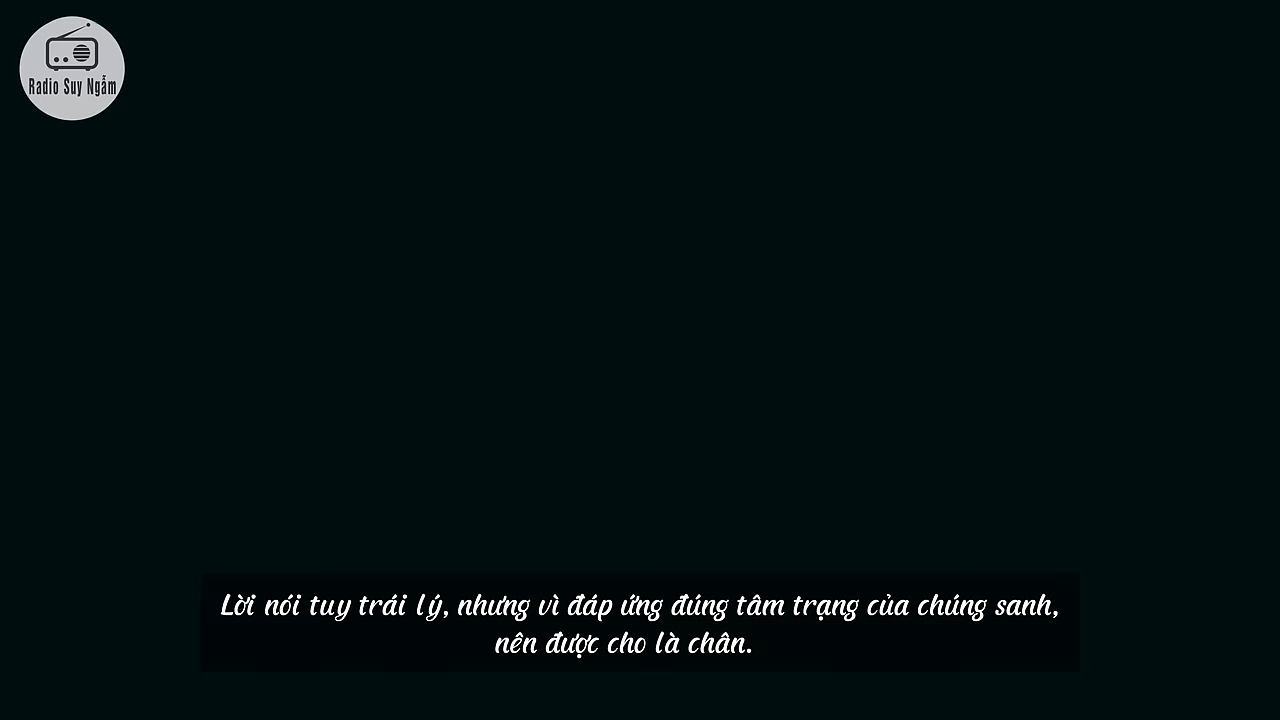 Radio Suy Ngẫm
Lời nói tuy trái lý, nhưng vì đáp ứng đúng tâm trạng của chúng sanh,
nên được cho là chân.